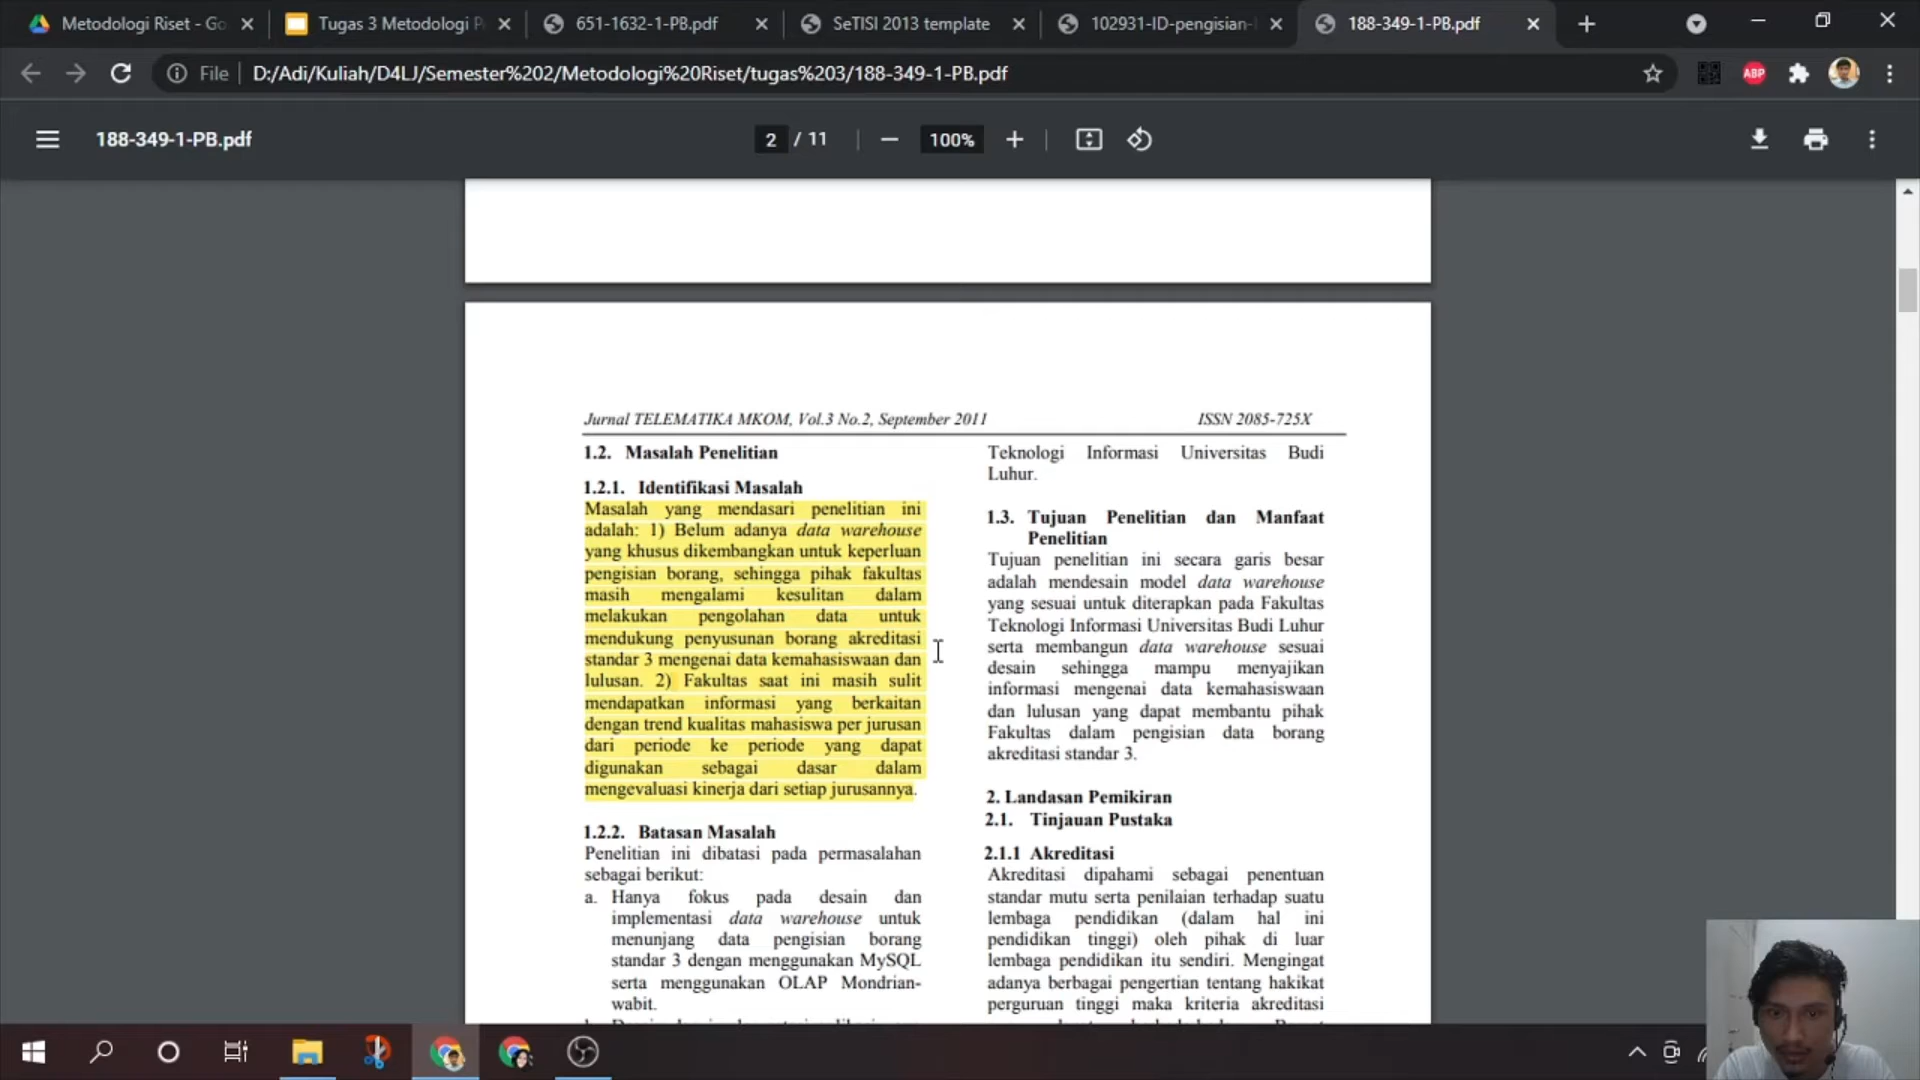 Metodologi Riset - Go
Tugas 3 Metodologi P
651-1632-1-PB.pdf
SeTISI 2013 template
102931-ID-pengisian-
188-349-1-PB.pdf
File
D:/Adi/Kuliah/D4LJ/Semester%202/Metodologi%20Riset/tugas%203/188-349-1-PB.pdf
ABP
188-349-1-PB.pdf
2 / 11
100%
Jurnal TELEMATIKA MKOM, Vol.3 No.2, September 2011
ISSN 2085-725X
1.2. Masalah Penelitian
1.2.1. Identifikasi Masalah
Masalah yang mendasari penelitian ini
adalah: 1) Belum adanya data warehouse
yang khusus dikembangkan untuk keperluan
pengisian borang, sehingga pihak fakultas
masih mengalami kesulitan dalam
melakukan pengolahan data untuk
mendukung penyusunan borang akreditasi
standar 3 mengenai data kemahasiswaan dan
lulusan. 2) Fakultas saat ini masih sulit
mendapatkan informasi yang berkaitan
dengan trend kualitas mahasiswa per jurusan
dari periode ke periode yang dapat
digunakan sebagai dasar dalam
mengevaluasi kinerja dari setiap jurusannya.
1.2.2. Batasan Masalah
Penelitian ini dibatasi pada permasalahan
sebagai berikut:
a. Hanya fokus pada desain dan
implementasi data warehouse untuk
menunjang data pengisian borang
standar 3 dengan menggunakan MySQL
serta menggunakan OLAP Mondrian-
wabit.
Teknologi Informasi Universitas Budi
Luhur.
1.3. Tujuan Penelitian dan Manfaat
Penelitian
Tujuan penelitian ini secara garis besar
adalah mendesain model data warehouse
yang sesuai untuk diterapkan pada Fakultas
Teknologi Informasi Universitas Budi Luhur
serta membangun data warehouse sesuai
desain sehingga mampu menyajikan
informasi mengenai data kemahasiswaan
dan lulusan yang dapat membantu pihak
Fakultas dalam pengisian data borang
akreditasi standar 3.
2. Landasan Pemikiran
2.1. Tinjauan Pustaka
2.1.1 Akreditasi
Akreditasi dipahami sebagai penentuan
standar mutu serta penilaian terhadap suatu
lembaga pendidikan (dalam hal ini
pendidikan tinggi) oleh pihak di luar
lembaga pendidikan itu sendiri. Mengingat
adanya berbagai pengertian tentang hakikat
perguruan tinggi maka kriteria akreditasi